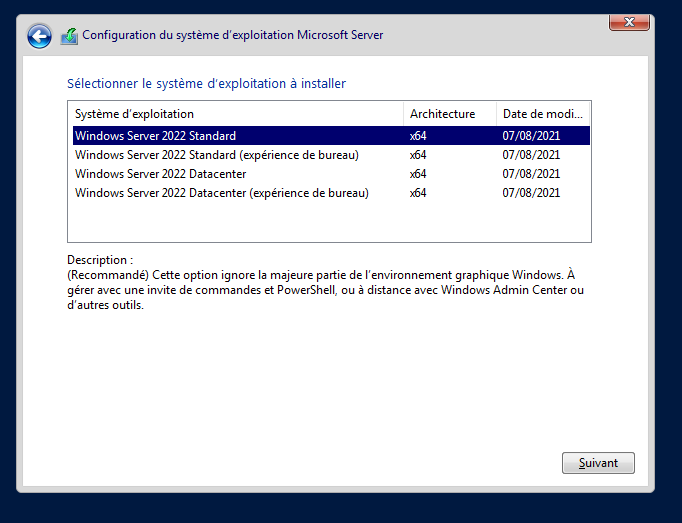 Configuration du système d'exploitation Microsoft Server
Sélectionner le système d'exploitation à installer
Système d'exploitation Architecture Date de modi...
Windows Server 2022 Standard x64 07/08/2021
Windows Server 2022 Standard (expérience de bureau) x64 07/08/2021
Windows Server 2022 Datacenter x64 07/08/2021
Windows Server 2022 Datacenter (expérience de bureau) x64 07/08/2021
Description :
(Recommandé) Cette option ignore la majeure partie de l'environnement graphique Windows. À
gérer avec une invite de commandes et PowerShell, ou à distance avec Windows Admin Center ou
d'autres outils.
Suivant